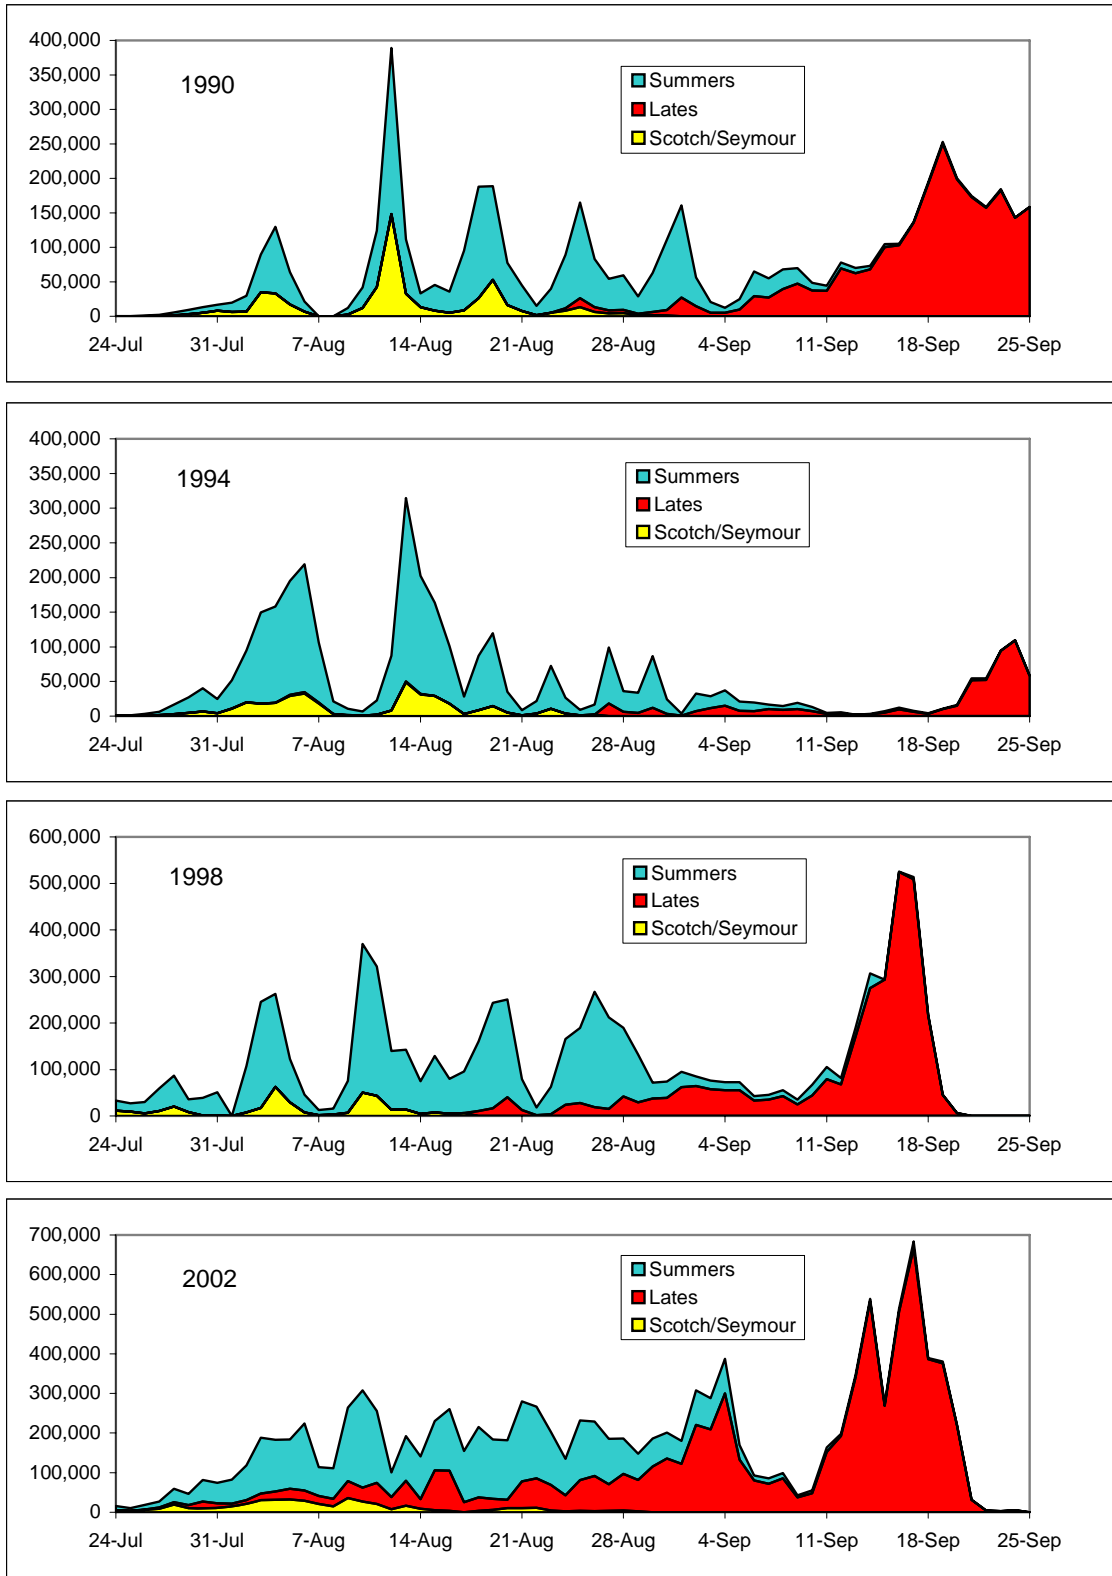 400,000
350,000
300,000
250,000
200,000
150,000
100,000
50,000
0
1990
Summers
Lates
Scotch/Seymour
24-Jul 31-Jul 7-Aug 14-Aug 21-Aug 28-Aug 4-Sep 11-Sep 18-Sep 25-Sep
400,000
350,000
300,000
250,000
200,000
150,000
100,000
50,000
0
1994
Summers
Lates
Scotch/Seymour
24-Jul 31-Jul 7-Aug 14-Aug 21-Aug 28-Aug 4-Sep 11-Sep 18-Sep 25-Sep
600,000
500,000
400,000
300,000
200,000
100,000
0
1998
Summers
Lates
Scotch/Seymour
24-Jul 31-Jul 7-Aug 14-Aug 21-Aug 28-Aug 4-Sep 11-Sep 18-Sep 25-Sep
700,000
600,000
500,000
400,000
300,000
200,000
100,000
0
2002
Summers
Lates
Scotch/Seymour
24-Jul 31-Jul 7-Aug 14-Aug 21-Aug 28-Aug 4-Sep 11-Sep 18-Sep 25-Sep